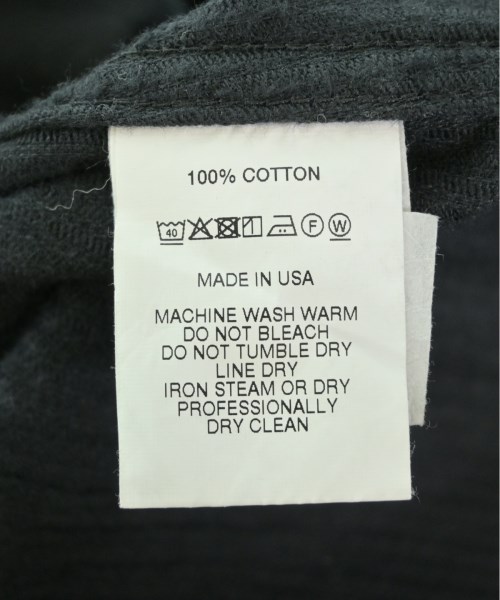 100% COTTON
40 F W
MADE IN USA
MACHINE WASH WARM
DO NOT BLEACH
DO NOT TUMBLE DRY
LINE DRY
IRON STEAM OR DRY
PROFESSIONALLY
DRY CLEAN